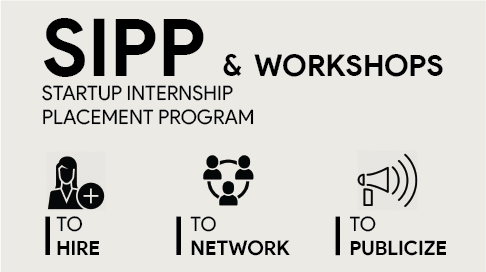 SIPP & WORKSHOPS
STARTUP INTERNSHIP
PLACEMENT PROGRAM
TO HIRE
TO NETWORK
TO PUBLICIZE